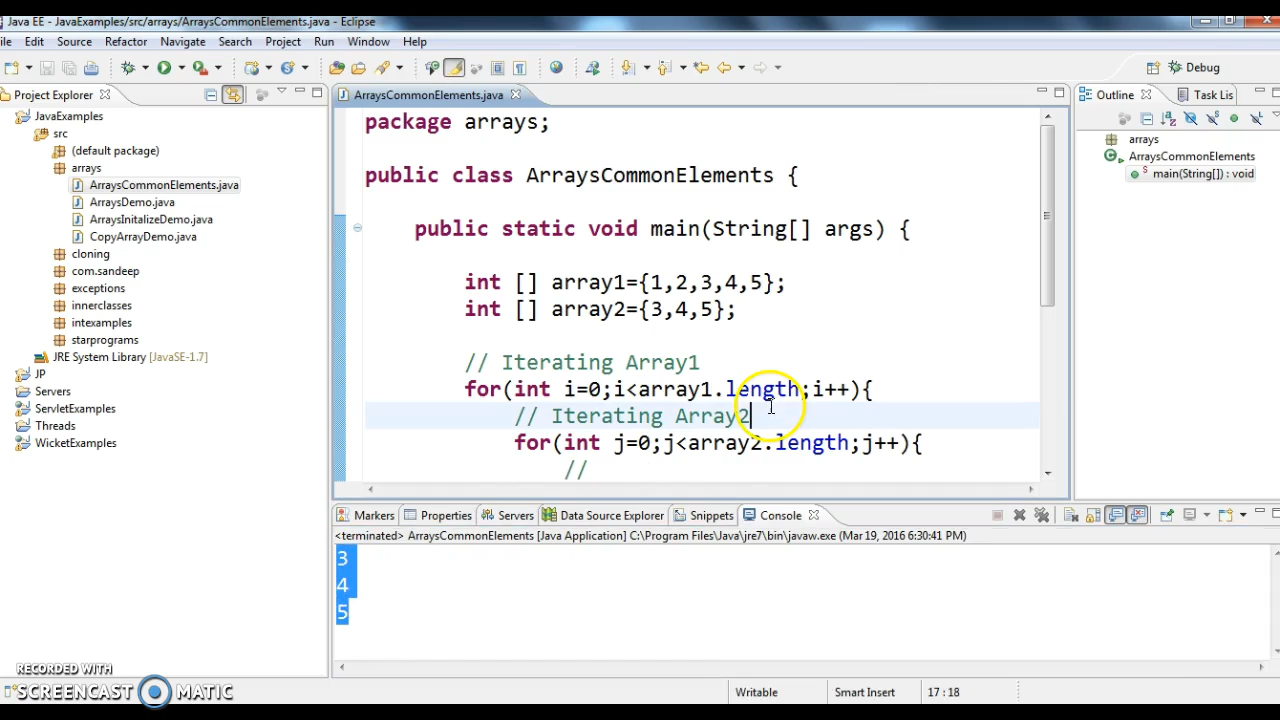 Java EE - JavaExamples/src/arrays/ArraysCommonElements.java - Eclipse
ile Edit Source Refactor Navigate Search Project Run Window Help
Debug
Project Explorer
ArraysCommonElements.java
Outline
Task Lis
JavaExamples
src
(default package)
arrays
ArraysCommonElements.java
ArraysDemo.java
ArraysInitalizeDemo.java
CopyArrayDemo.java
cloning
com.sandeep
exceptions
innerclasses
intexamples
starprograms
JRE System Library [JavaSE-1.7]
JP
Servers
ServletExamples
Threads
WicketExamples
package arrays;
public class ArraysCommonElements {
public static void main(String[] args) {
int [] array1={1,2,3,4,5};
int [] array2={3,4,5};
// Iterating Array1
for(int i=0;i<array1.length;i++){
// Iterating Array2
for(int j=0;j<array2.length;j++){
//
arrays
ArraysCommonElements
main(String[]) : void
Markers Properties Servers Data Source Explorer Snippets Console
<terminated> ArraysCommonElements [Java Application] C:\Program Files\Java\jre7\bin\javaw.exe (Mar 19, 2016 6:30:41 PM)
3
4
5
RECORDED WITH
SCREENCAST MATIC
Writable
Smart Insert
17 : 18